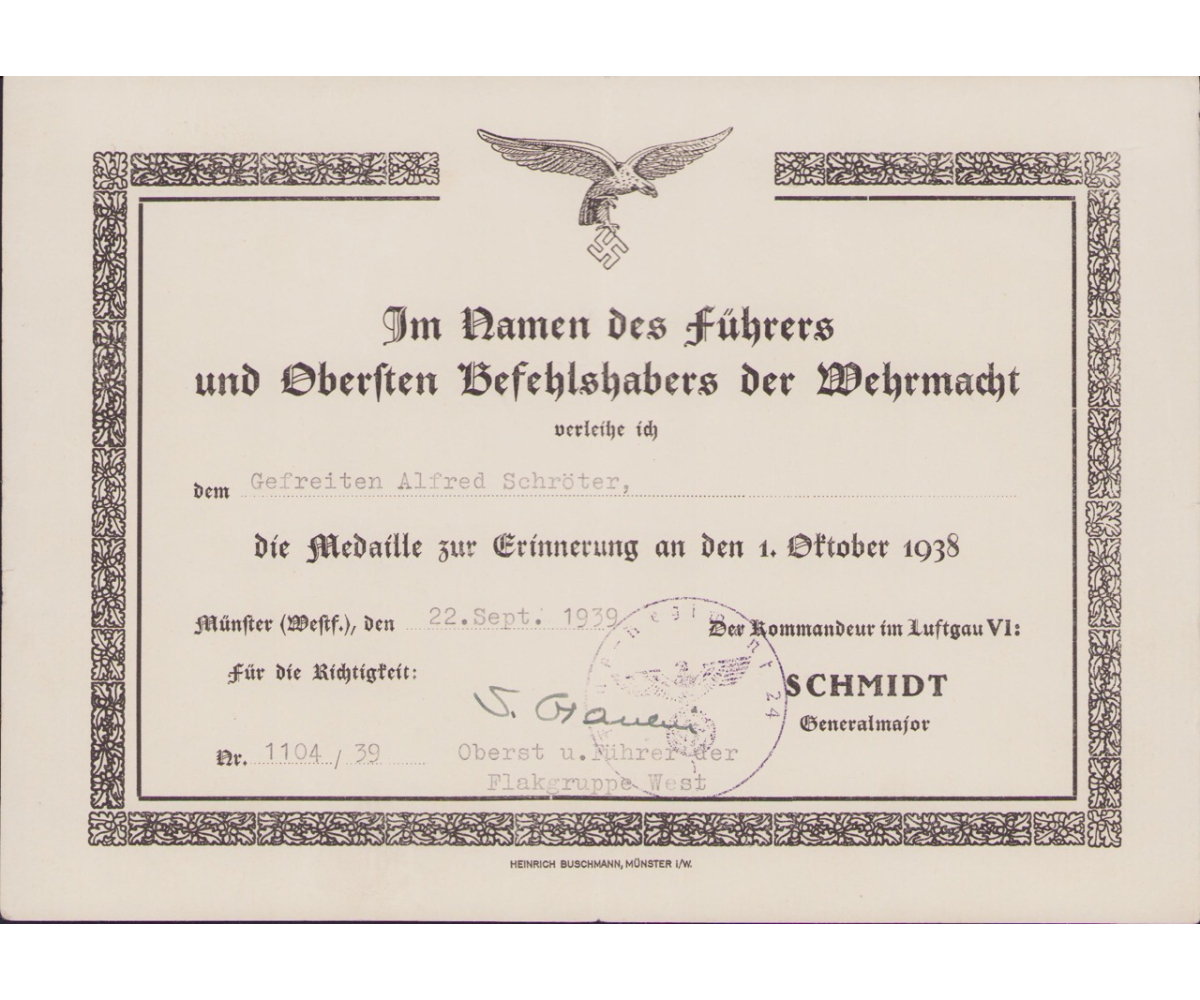 Im Namen des Führers
und Obersten Befehlshabers der Wehrmacht
verleihe ich
dem Gefreiten Alfred Schröter,
die Medaille zur Erinnerung an den 1. Oktober 1938
Münster (Westf.), den 22.Sept. 1939
Der Kommandeur im Luftgau VI:
Für die Richtigkeit:
SCHMIDT
Generalmajor
Nr. 1104 / 39
Oberst u.Führer der
Flakgruppe West
24
HEINRICH BUSCHMANN, MÜNSTER i/W.